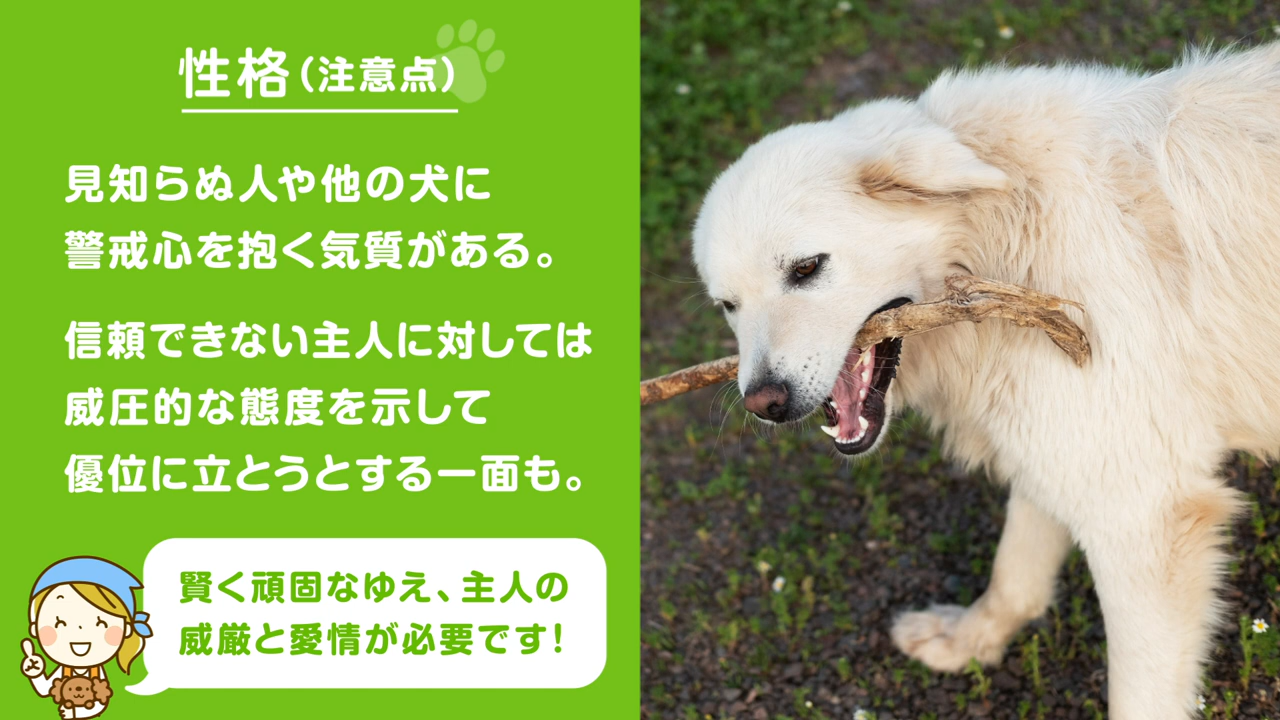 性格(注意点)
見知らぬ人や他の犬に
警戒心を抱く気質がある。
信頼できない主人に対しては
威圧的な態度を示して
優位に立とうとする一面も。
賢く頑固なゆえ、主人の
威厳と愛情が必要です!